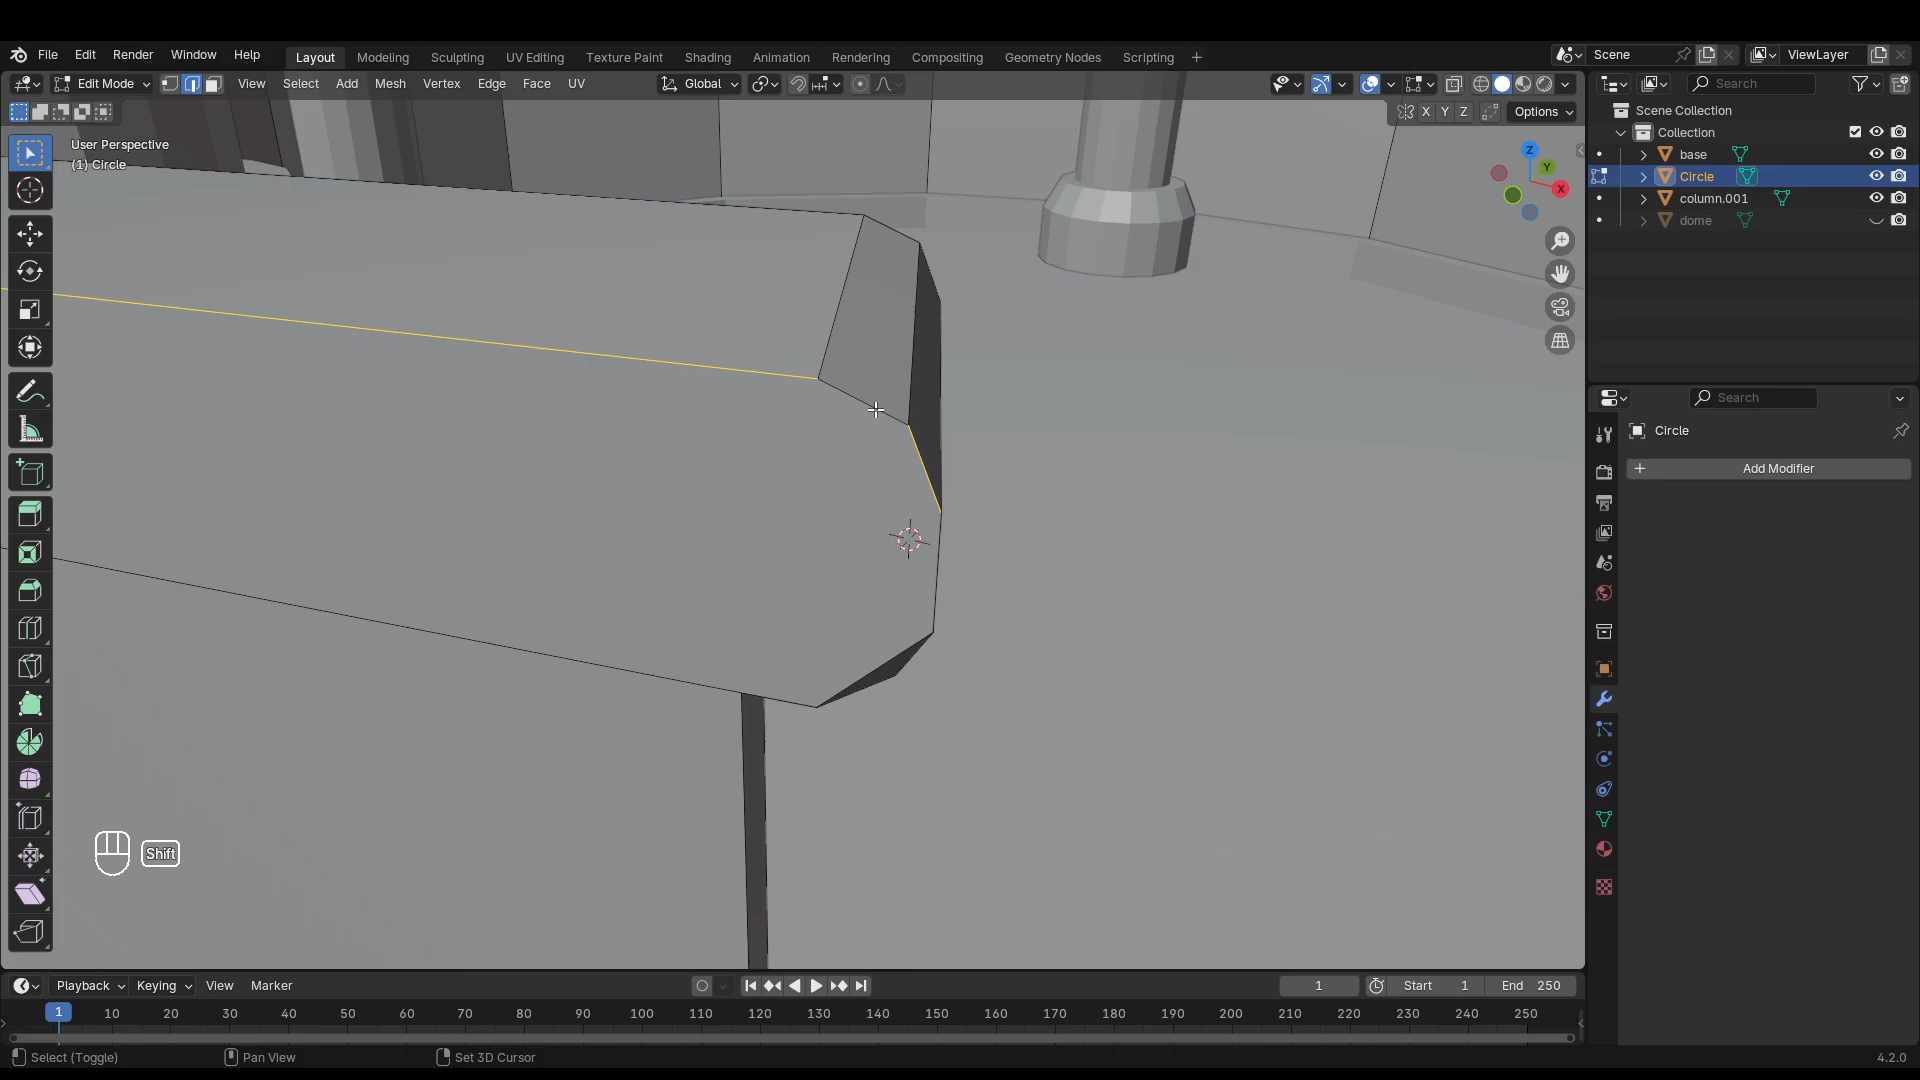 File Edit Render Window Help Layout Modeling Sculpting UV Editing Texture Paint Shading Animation Rendering Compositing Geometry Nodes Scripting + Scene ViewLayer
Edit Mode View Select Add Mesh Vertex Edge Face UV Global Search
X Y Z Options
User Perspective
(1) Circle
Z
Y
X
Scene Collection
Collection
base
Circle
column.001
dome
Search
Circle
+ Add Modifier
Shift
Playback Keying View Marker 1 Start 1 End 250
1 10 20 30 40 50 60 70 80 90 100 110 120 130 140 150 160 170 180 190 200 210 220 230 240 250
Select (Toggle) Pan View Set 3D Cursor 4.2.0